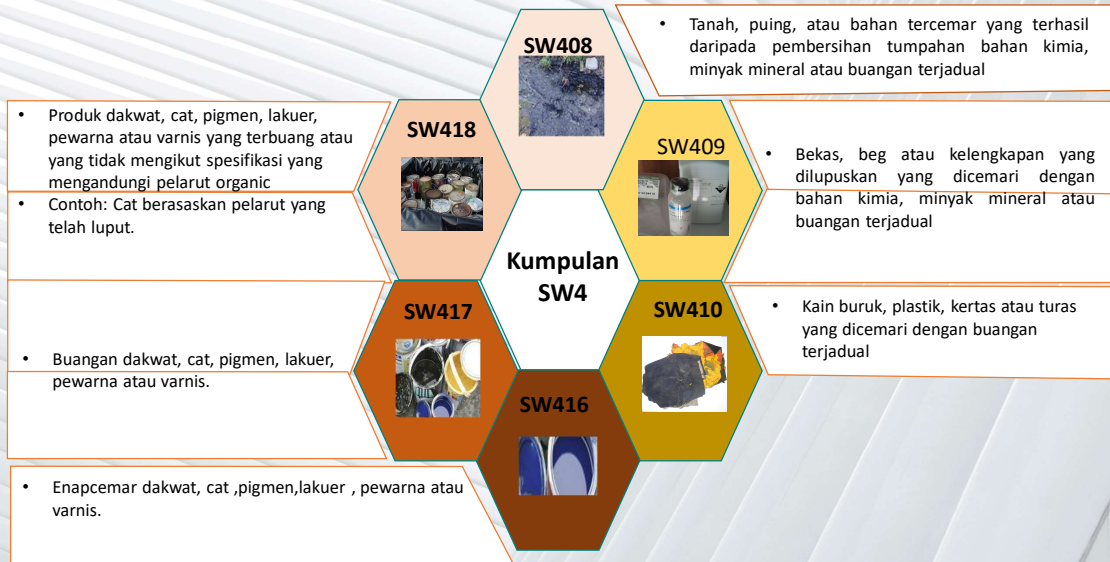 SW408
• Tanah, puing, atau bahan tercemar yang terhasil
daripada pembersihan tumpahan bahan kimia,
minyak mineral atau buangan terjadual
SW409
• Bekas, beg atau kelengkapan yang
dilupuskan yang dicemari dengan
bahan kimia, minyak mineral atau
buangan terjadual
SW410
• Kain buruk, plastik, kertas atau turas
yang dicemari dengan buangan
terjadual
SW416
• Enapcemar dakwat, cat ,pigmen,lakuer , pewarna atau
varnis.
SW417
• Buangan dakwat, cat, pigmen, lakuer,
pewarna atau varnis.
SW418
• Produk dakwat, cat, pigmen, lakuer,
pewarna atau varnis yang terbuang atau
yang tidak mengikut spesifikasi yang
mengandungi pelarut organic
• Contoh: Cat berasaskan pelarut yang
telah luput.
Kumpulan
SW4